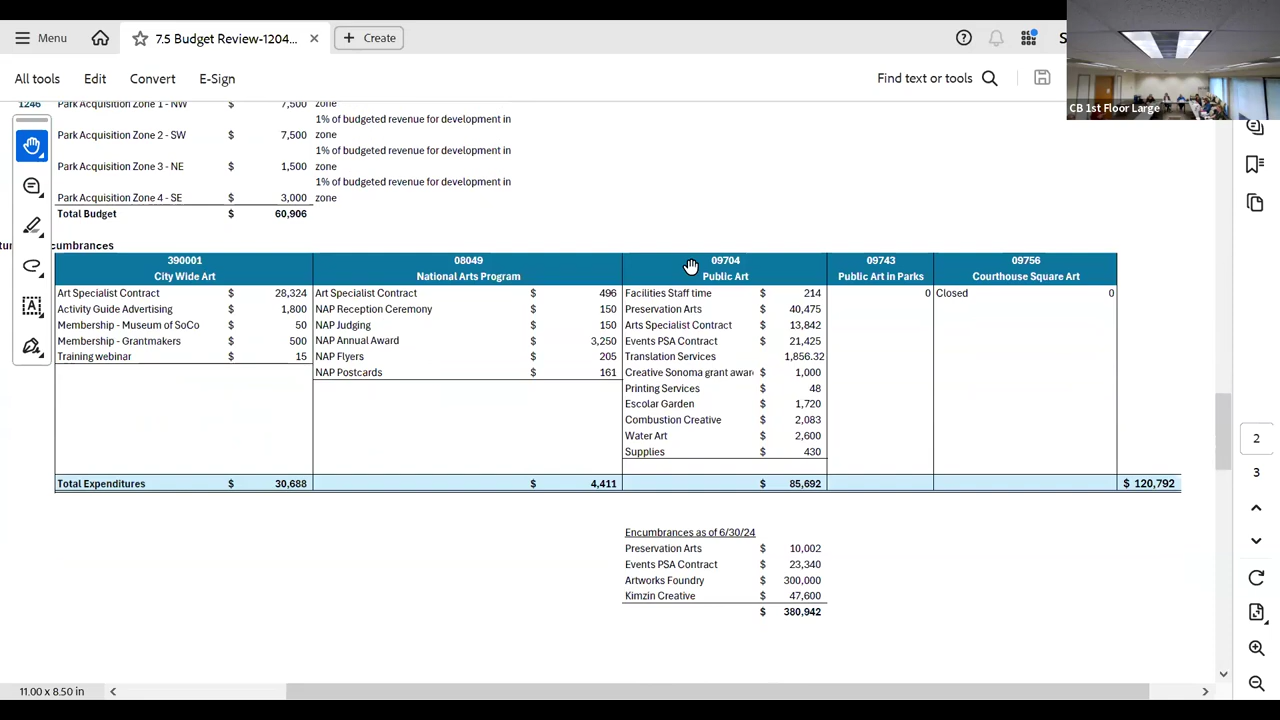 Menu
7.5 Budget Review-1204...
Create
All tools Edit Convert E-Sign
Find text or tools
CB 1st Floor Large
1246 Park Acquisition Zone 1 - NW $ 7,500 zone
1% of budgeted revenue for development in
Park Acquisition Zone 2 - SW $ 7,500 zone
1% of budgeted revenue for development in
Park Acquisition Zone 3 - NE $ 1,500 zone
1% of budgeted revenue for development in
Park Acquisition Zone 4 - SE $ 3,000 zone
Total Budget $ 60,906
cumbrances
390001 08049 09704 09743 09756
City Wide Art National Arts Program Public Art Public Art in Parks Courthouse Square Art
Art Specialist Contract $ 28,324 Art Specialist Contract $ 496 Facilities Staff time $ 214 0 Closed 0
Activity Guide Advertising $ 1,800 NAP Reception Ceremony $ 150 Preservation Arts $ 40,475
Membership - Museum of SoCo $ 50 NAP Judging $ 150 Arts Specialist Contract $ 13,842
Membership - Grantmakers $ 500 NAP Annual Award $ 3,250 Events PSA Contract $ 21,425
Training webinar $ 15 NAP Flyers $ 205 Translation Services 1,856.32
NAP Postcards $ 161 Creative Sonoma grant awar $ 1,000
Printing Services $ 48
Escolar Garden $ 1,720
Combustion Creative $ 2,083
Water Art $ 2,600
Supplies $ 430
Total Expenditures $ 30,688 $ 4,411 $ 85,692 $ 120,792
Encumbrances as of 6/30/24
Preservation Arts $ 10,002
Events PSA Contract $ 23,340
Artworks Foundry $ 300,000
Kimzin Creative $ 47,600
$ 380,942
2
3
11.00 x 8.50 in